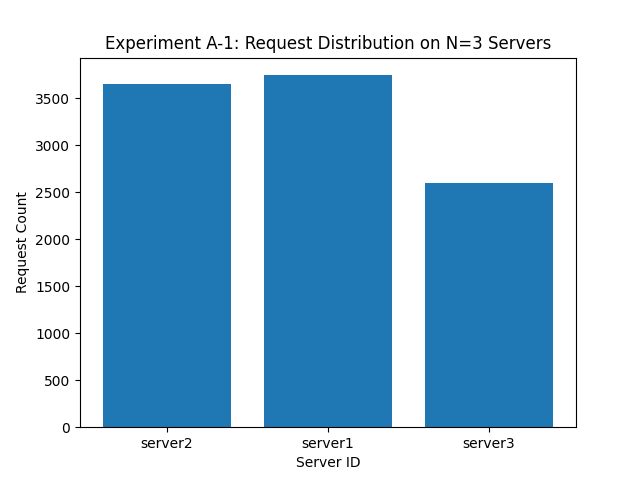 Experiment A-1: Request Distribution on N=3 Servers
Request Count
3500
3000
2500
2000
1500
1000
500
0
server2 server1 server3
Server ID